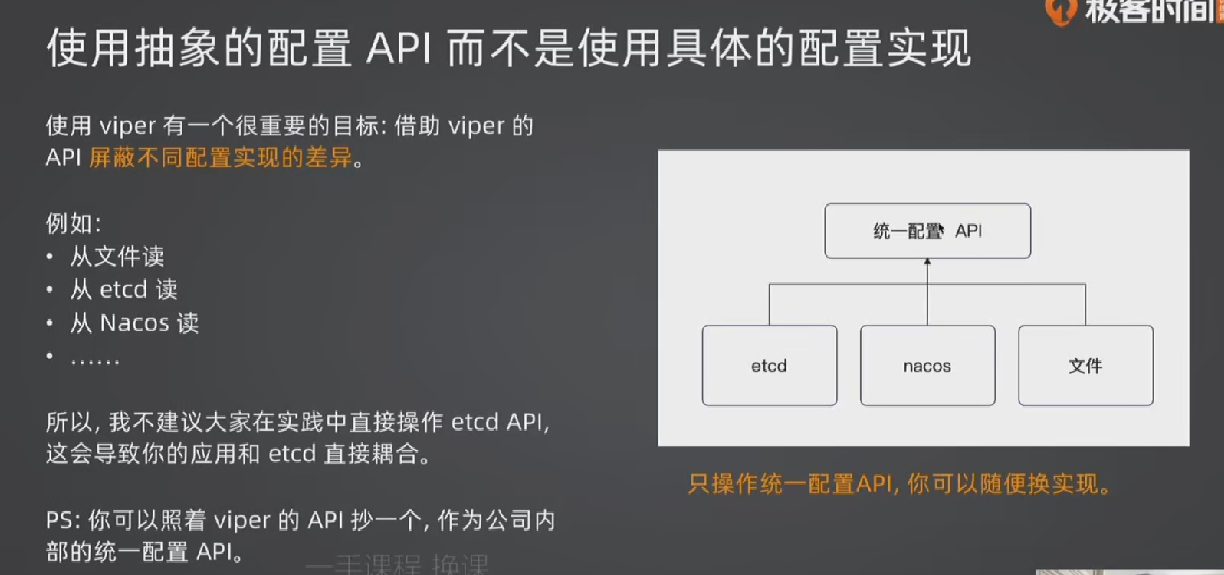 极客时间
使用抽象的配置 API 而不是使用具体的配置实现
使用 viper 有一个很重要的目标: 借助 viper 的
API 屏蔽不同配置实现的差异。
例如:
• 从文件读
• 从 etcd 读
• 从 Nacos 读
• ……
所以, 我不建议大家在实践中直接操作 etcd API,
这会导致你的应用和 etcd 直接耦合。
PS: 你可以照着 viper 的 API 抄一个, 作为公司内
部的统一配置 API。
统一配置 API
etcd
nacos
文件
只操作统一配置API, 你可以随便换实现。
一手课程 换课